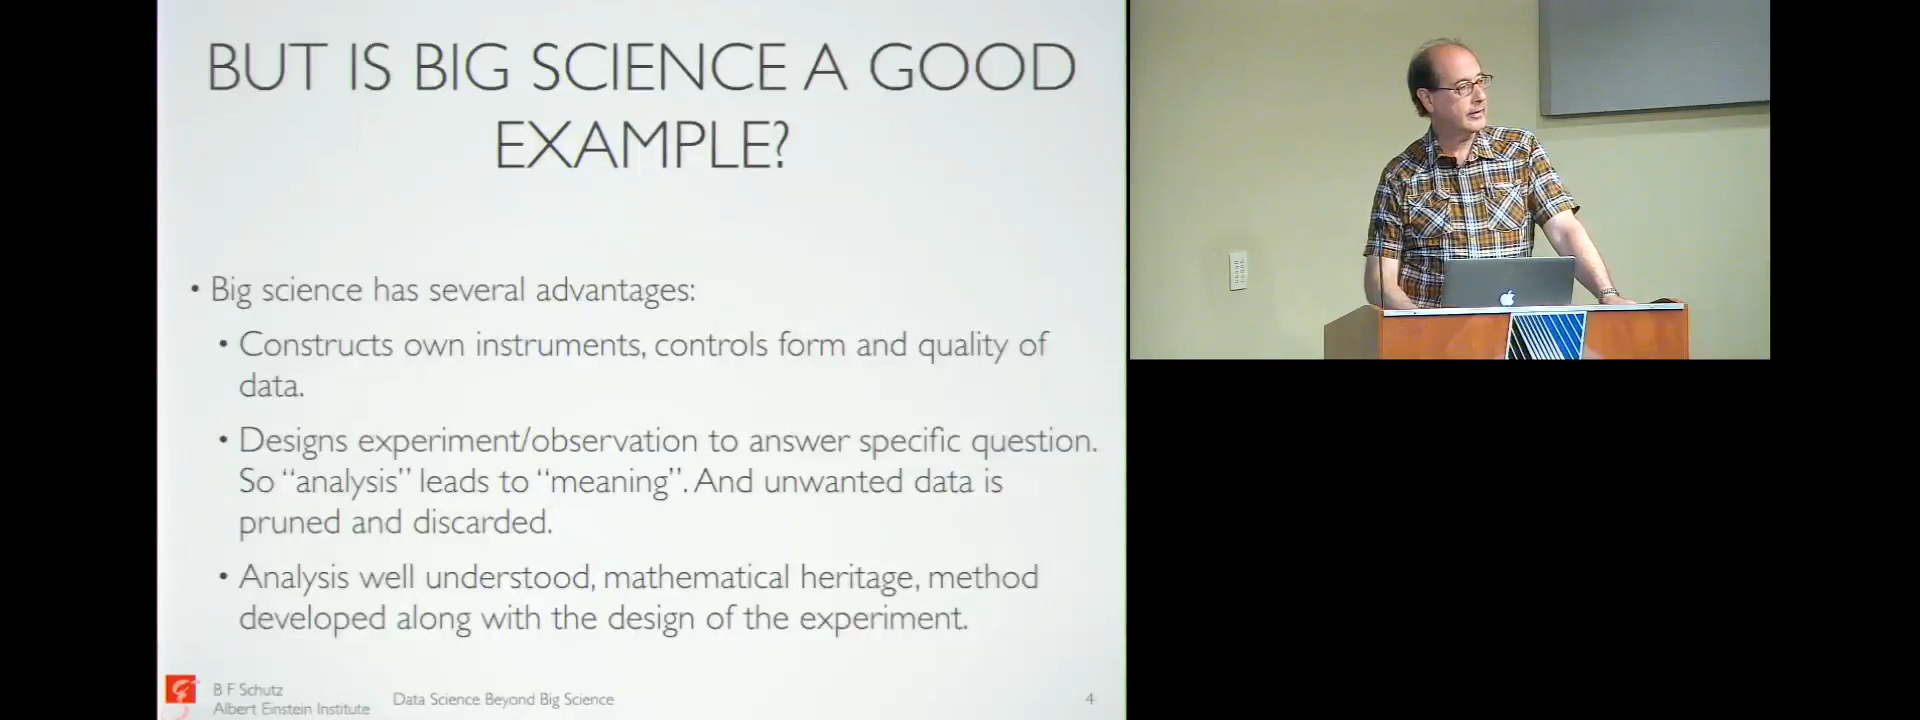 BUT IS BIG SCIENCE A GOOD
EXAMPLE?
• Big science has several advantages:
• Constructs own instruments, controls form and quality of
data.
• Designs experiment/observation to answer specific question.
So “analysis” leads to “meaning”. And unwanted data is
pruned and discarded.
• Analysis well understood, mathematical heritage, method
developed along with the design of the experiment.
B F Schutz
Albert Einstein Institute
Data Science Beyond Big Science
4